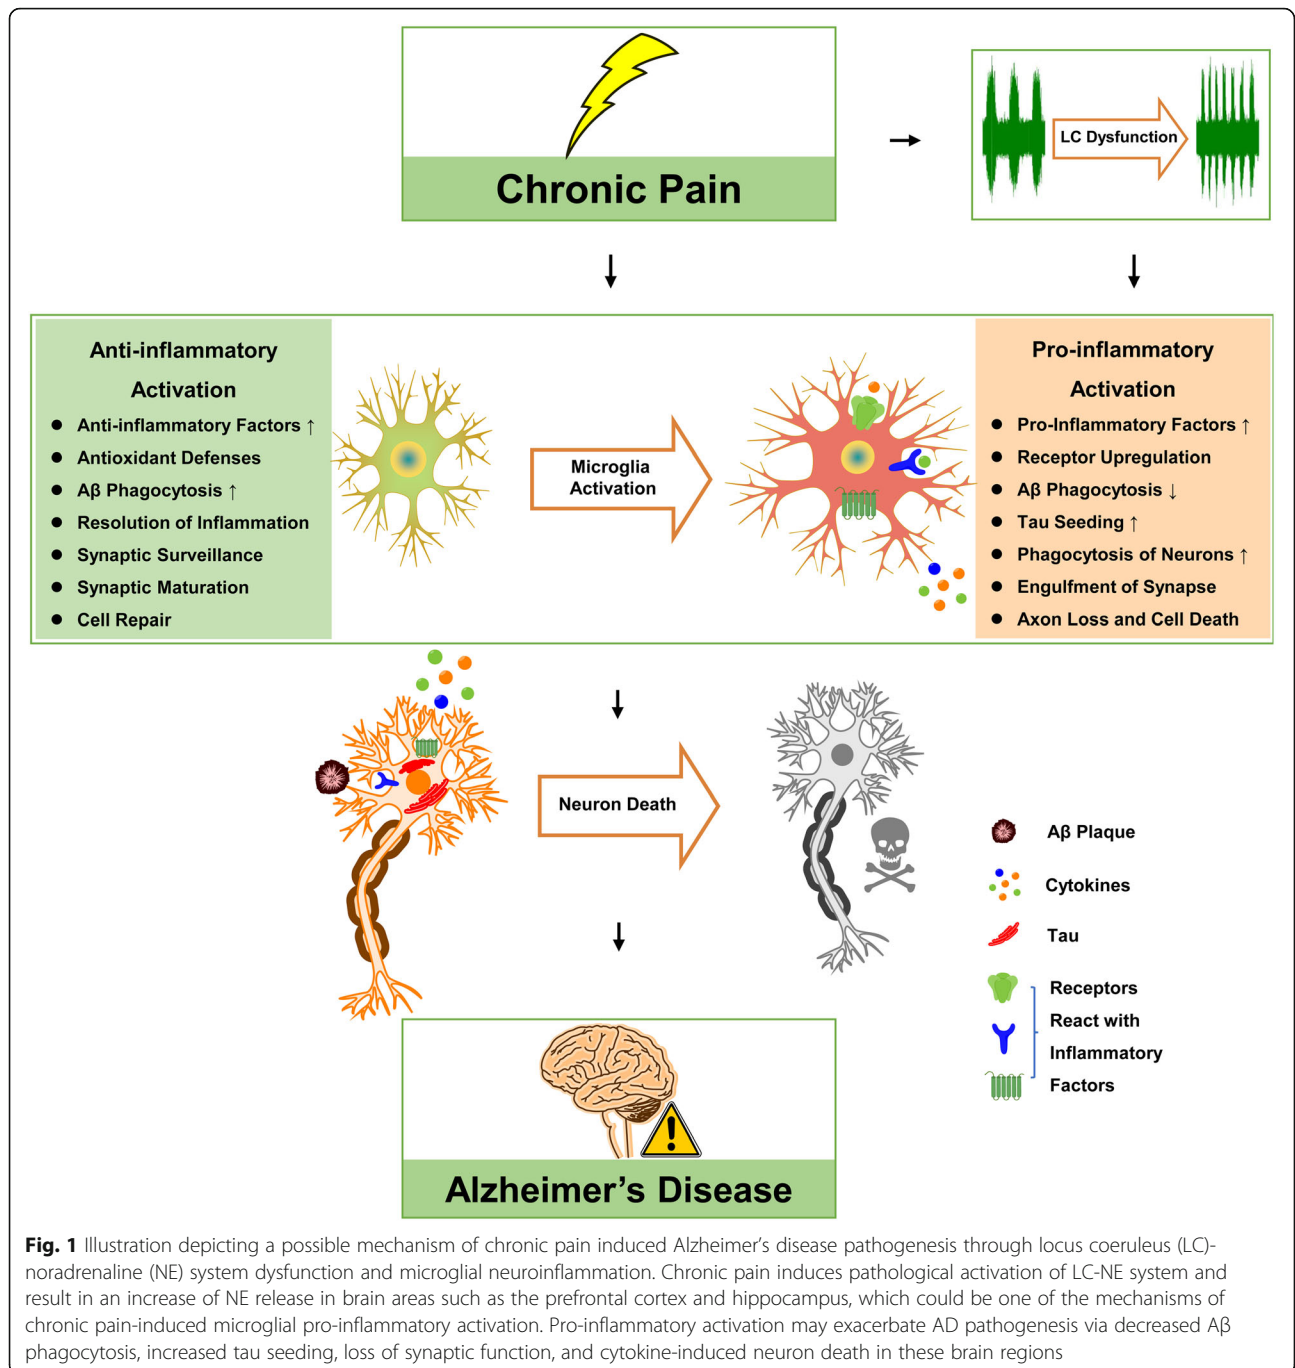 Chronic Pain
LC Dysfunction
Anti-inflammatory
Activation
● Anti-inflammatory Factors ↑
● Antioxidant Defenses
● Aβ Phagocytosis ↑
● Resolution of Inflammation
● Synaptic Surveillance
● Synaptic Maturation
● Cell Repair
Microglia
Activation
Pro-inflammatory
Activation
● Pro-Inflammatory Factors ↑
● Receptor Upregulation
● Aβ Phagocytosis ↓
● Tau Seeding ↑
● Phagocytosis of Neurons ↑
● Engulfment of Synapse
● Axon Loss and Cell Death
Neuron Death
Aβ Plaque
Cytokines
Tau
Receptors
React with
Inflammatory
Factors
Alzheimer's Disease
Fig. 1 Illustration depicting a possible mechanism of chronic pain induced Alzheimer's disease pathogenesis through locus coeruleus (LC)-
noradrenaline (NE) system dysfunction and microglial neuroinflammation. Chronic pain induces pathological activation of LC-NE system and
result in an increase of NE release in brain areas such as the prefrontal cortex and hippocampus, which could be one of the mechanisms of
chronic pain-induced microglial pro-inflammatory activation. Pro-inflammatory activation may exacerbate AD pathogenesis via decreased Aβ
phagocytosis, increased tau seeding, loss of synaptic function, and cytokine-induced neuron death in these brain regions